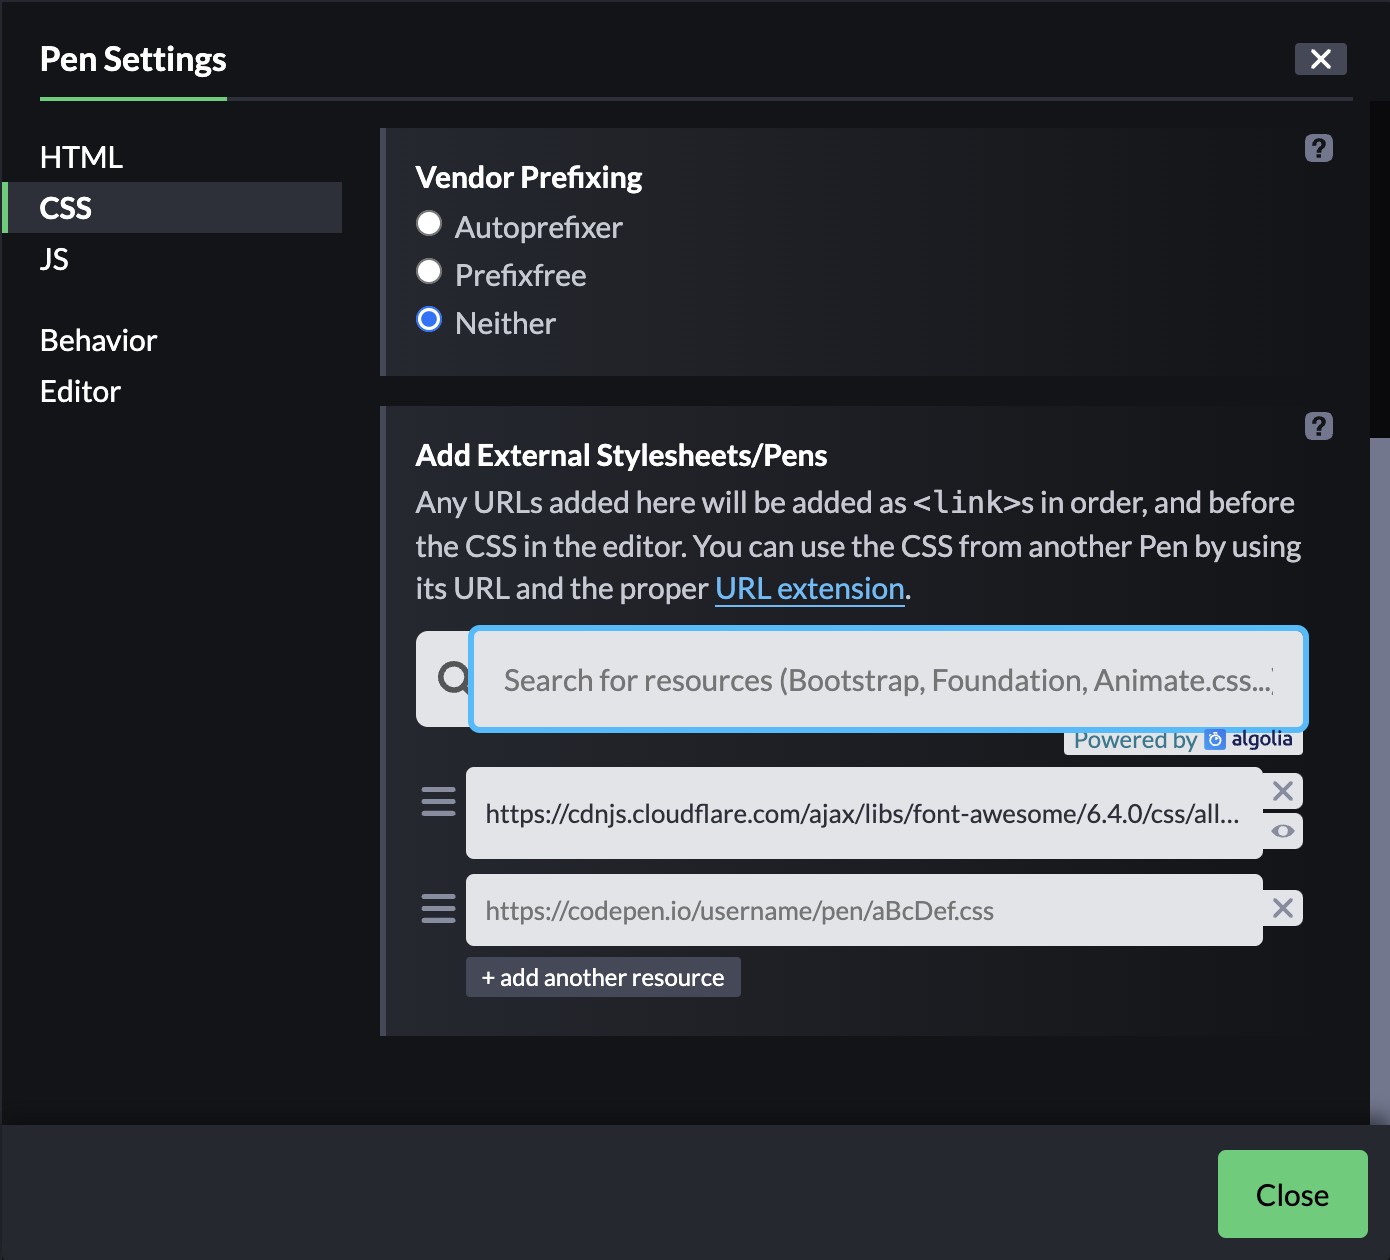 Pen Settings
HTML
CSS
JS
Behavior
Editor
Vendor Prefixing
Autoprefixer
Prefixfree
Neither
Add External Stylesheets/Pens
Any URLs added here will be added as <link>s in order, and before
the CSS in the editor. You can use the CSS from another Pen by using
its URL and the proper URL extension.
Search for resources (Bootstrap, Foundation, Animate.css...)
Powered by algolia
https://cdnjs.cloudflare.com/ajax/libs/font-awesome/6.4.0/css/all...
https://codepen.io/username/pen/aBcDef.css
+ add another resource
Close